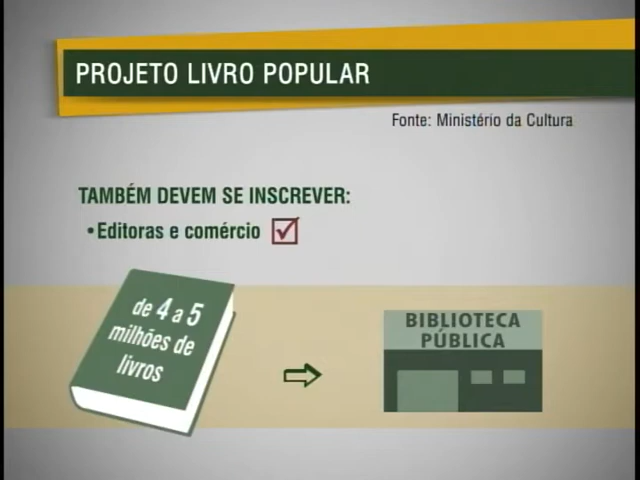 PROJETO LIVRO POPULAR
Fonte: Ministério da Cultura
TAMBÉM DEVEM SE INSCREVER:
• Editoras e comércio
de 4 a 5
milhões de
livros
BIBLIOTECA
PÚBLICA